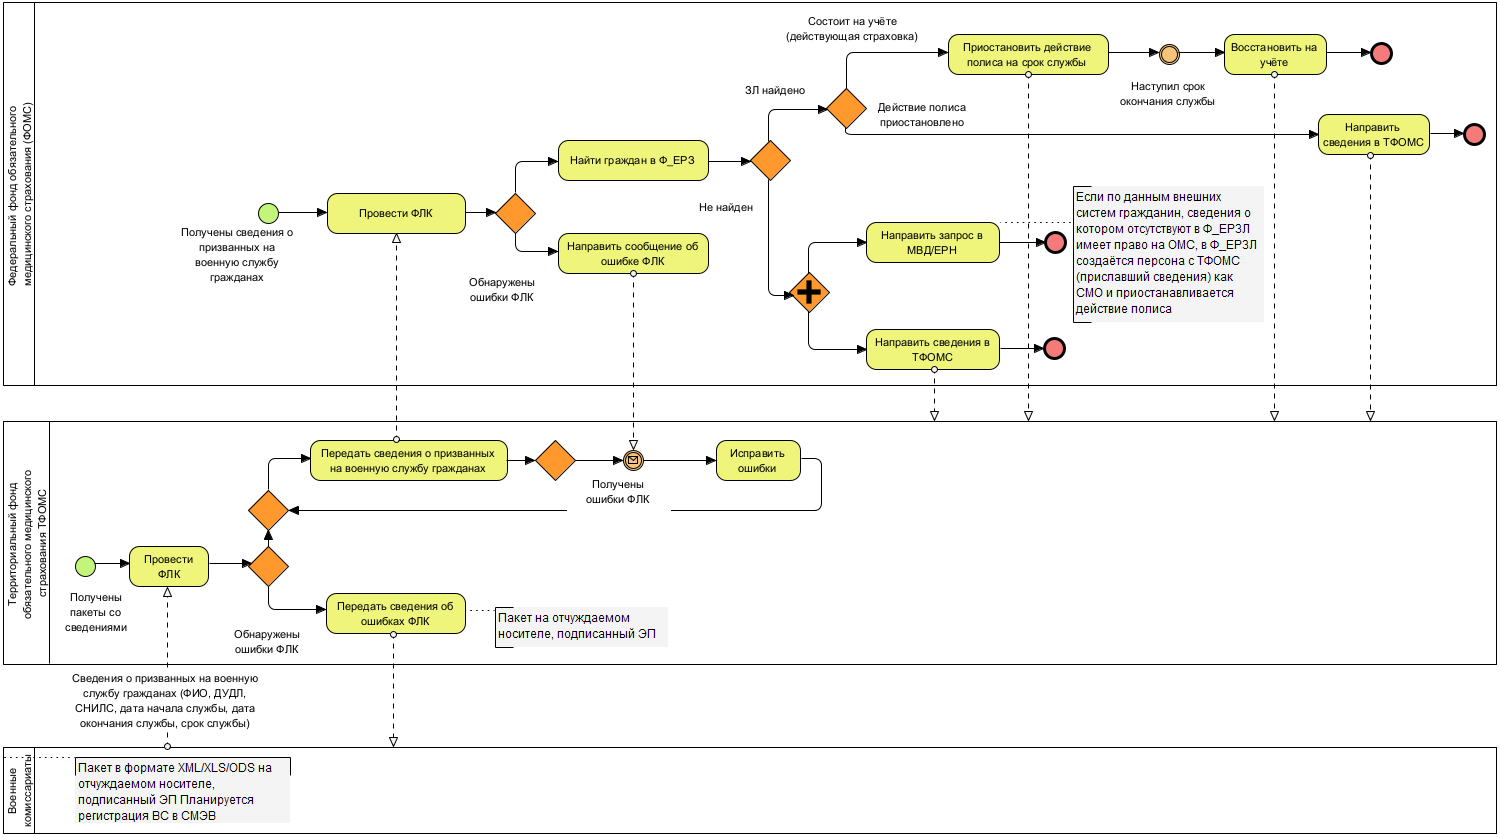 Федеральный фонд обязательного
медицинского страхования (ФОМС)
Состоит на учёте
(действующая страховка)
Приостановить действие
полиса на срок службы
Наступил срок
окончания службы
Восстановить на
учёте
ЗЛ найдено
Действие полиса
приостановлено
Направить
сведения в ТФОМС
Найти граждан в Ф_ЕРЗ
Провести ФЛК
Получены сведения о
призванных на
военную службу
гражданах
Не найден
Направить сообщение об
ошибке ФЛК
Обнаружены
ошибки ФЛК
Направить запрос в
МВД/ЕРН
Если по данным внешних
систем гражданин, сведения о
котором отсутствуют в Ф_ЕРЗЛ
имеет право на ОМС, в Ф_ЕРЗЛ
создаётся персона с ТФОМС
(приславший сведения) как
СМО и приостанавливается
действие полиса
Направить сведения в
ТФОМС
Территориальный фонд
обязательного медицинского
страхования ТФОМС
Передать сведения о призванных
на военную службу гражданах
Получены
ошибки ФЛК
Исправить
ошибки
Провести
ФЛК
Получены
пакеты со
сведениями
Обнаружены
ошибки ФЛК
Передать сведения об
ошибках ФЛК
Пакет на отчуждаемом
носителе, подписанный ЭП
Сведения о призванных на военную
службу гражданах (ФИО, ДУДЛ,
СНИЛС, дата начала службы, дата
окончания службы, срок службы)
Военные
комиссариаты
Пакет в формате XML/XLS/ODS на
отчуждаемом носителе,
подписанный ЭП Планируется
регистрация ВС в СМЭВ